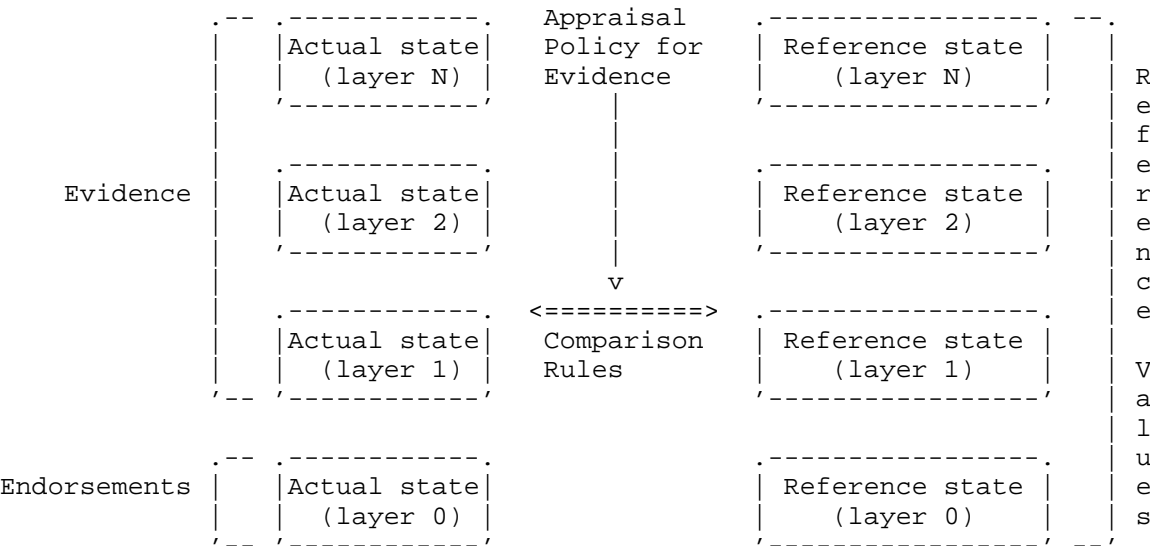 Appraisal
Actual state Policy for Reference state
(layer N) Evidence (layer N)
Actual state Reference state
Evidence
(layer 2) (layer 2)
<==========>
Actual state Comparison Reference state
(layer 1) Rules (layer 1)
Endorsements Actual state Reference state
(layer 0) (layer 0)
Reference Values